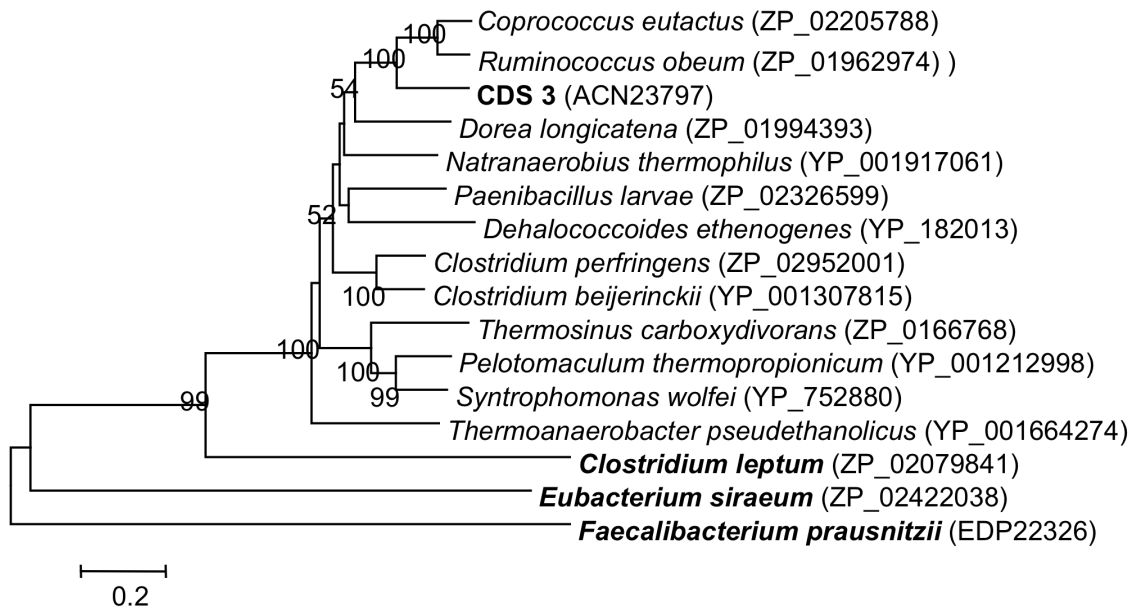 Coprococcus eutactus (ZP_02205788)
100
100
Ruminococcus obeum (ZP_01962974) )
54
CDS 3 (ACN23797)
Dorea longicatena (ZP_01994393)
Natranaerobius thermophilus (YP_001917061)
Paenibacillus larvae (ZP_02326599)
52
Dehalococcoides ethenogenes (YP_182013)
Clostridium perfringens (ZP_02952001)
100
Clostridium beijerinckii (YP_001307815)
Thermosinus carboxydivorans (ZP_0166768)
100
Pelotomaculum thermopropionicum (YP_001212998)
100
99
Syntrophomonas wolfei (YP_752880)
99
Thermoanaerobacter pseudethanolicus (YP_001664274)
Clostridium leptum (ZP_02079841)
Eubacterium siraeum (ZP_02422038)
Faecalibacterium prausnitzii (EDP22326)
0.2